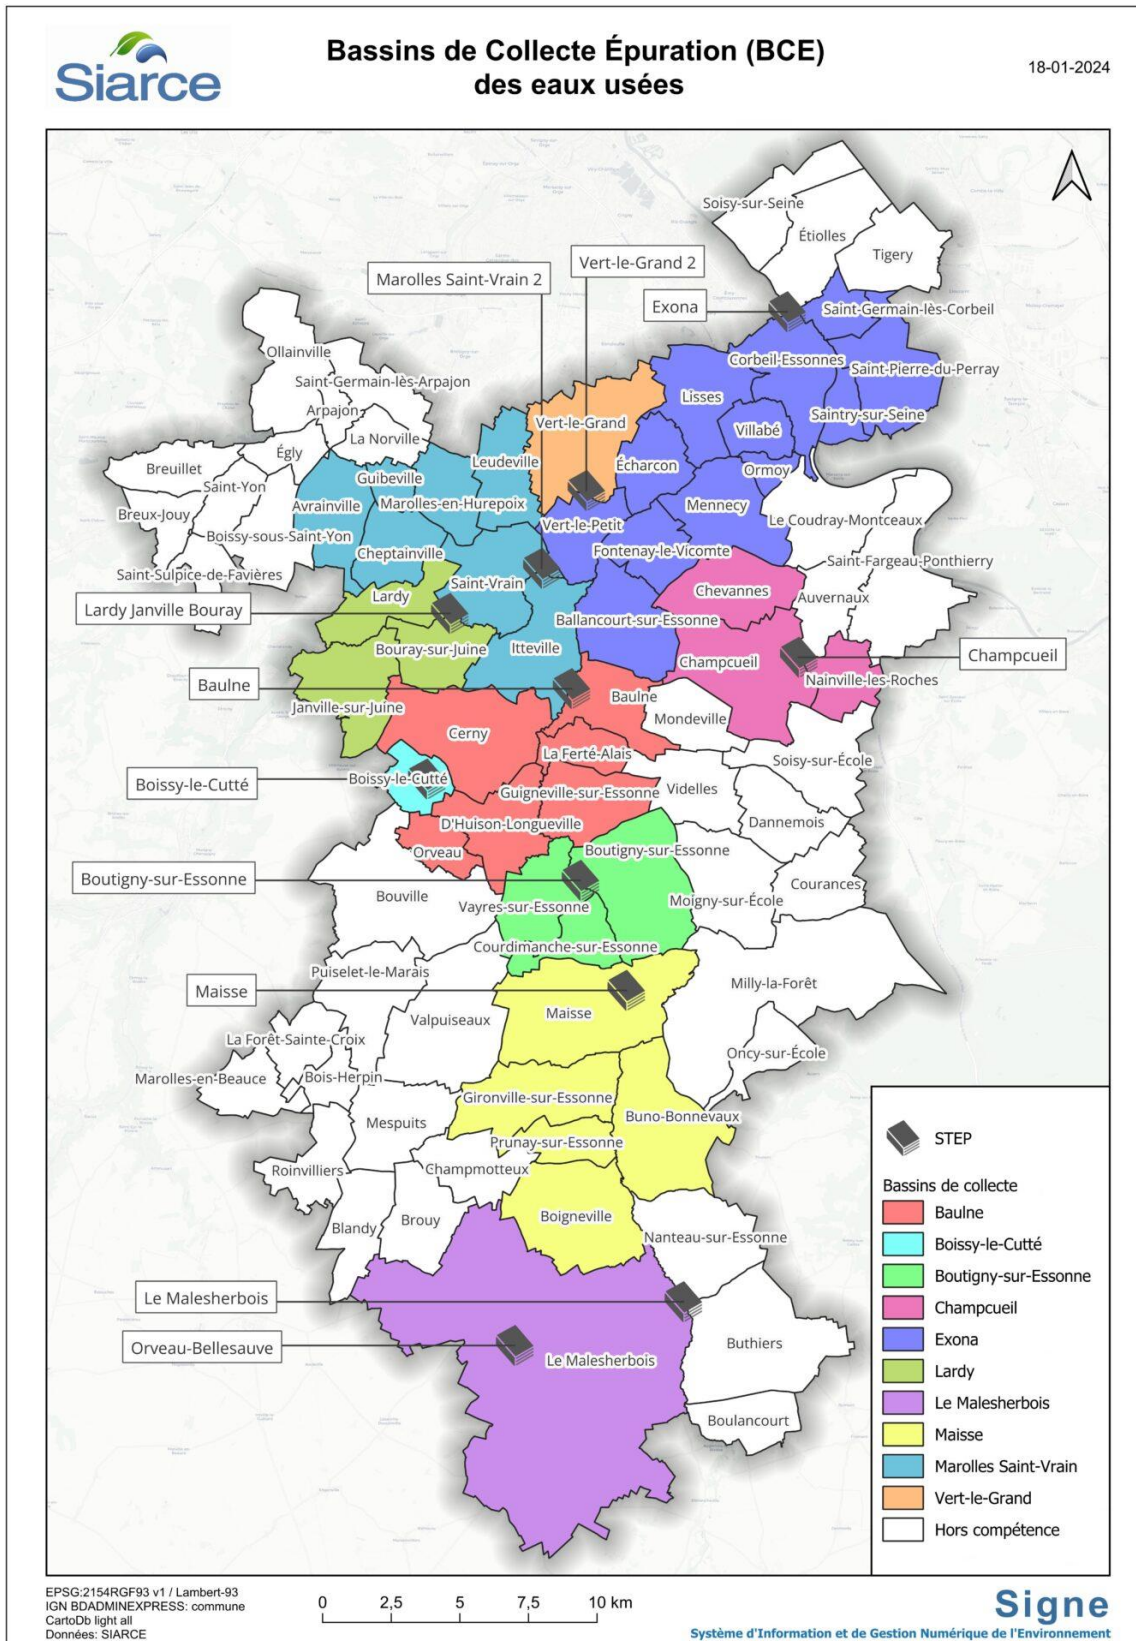 Siarce
Bassins de Collecte Épuration (BCE)
des eaux usées
18-01-2024
Soisy-sur-Seine
Étiolles
Tigery
Vert-le-Grand 2
Marolles Saint-Vrain 2
Exona
Saint-Germain-lès-Corbeil
Ollainville
Corbeil-Essonnes
Saint-Pierre-du-Perray
Saint-Germain-lès-Arpajon
Lisses
Arpajon
Saintry-sur-Seine
Vert-le-Grand
Villabé
La Norville
Égly
Leudeville
Écharcon
Ormoy
Breuillet
Guibeville
Saint-Yon
Marolles-en-Hurepoix
Avrainville
Mennecy
Breux-Jouy
Le Coudray-Montceaux
Vert-le-Petit
Boissy-sous-Saint-Yon
Cheptainville
Fontenay-le-Vicomte
Saint-Fargeau-Ponthierry
Saint-Sulpice-de-Favières
Saint-Vrain
Chevannes
Lardy
Auvernaux
Lardy Janville Bouray
Ballancourt-sur-Essonne
Bouray-sur-Juine
Itteville
Champcueil
Champcueil
Nainville-les-Roches
Baulne
Baulne
Janville-sur-Juine
Mondeville
Cerny
La Ferté-Alais
Soisy-sur-École
Boissy-le-Cutté
Boissy-le-Cutté
Guigneville-sur-Essonne
Videlles
D'Huison-Longueville
Dannemois
Orveau
Boutigny-sur-Essonne
Boutigny-sur-Essonne
Courances
Bouville
Moigny-sur-École
Vayres-sur-Essonne
Courdimanche-sur-Essonne
Puiselet-le-Marais
Milly-la-Forêt
Maisse
Maisse
Valpuiseaux
La Forêt-Sainte-Croix
Oncy-sur-École
Marolles-en-Beauce
Bois-Herpin
Gironville-sur-Essonne
Buno-Bonnevaux
Mespuits
Prunay-sur-Essonne
Champmotteux
Roinvilliers
Boigneville
Brouy
Blandy
Nanteau-sur-Essonne
Le Malesherbois
Orveau-Bellesauve
Buthiers
Le Malesherbois
Boulancourt
STEP
Bassins de collecte
Baulne
Boissy-le-Cutté
Boutigny-sur-Essonne
Champcueil
Exona
Lardy
Le Malesherbois
Maisse
Marolles Saint-Vrain
Vert-le-Grand
Hors compétence
EPSG:2154RGF93 v1 / Lambert-93
IGN BDADMINEXPRESS: commune
CartoDb light all
Données: SIARCE
0 2,5 5 7,5 10 km
Signe
Système d'Information et de Gestion Numérique de l'Environnement